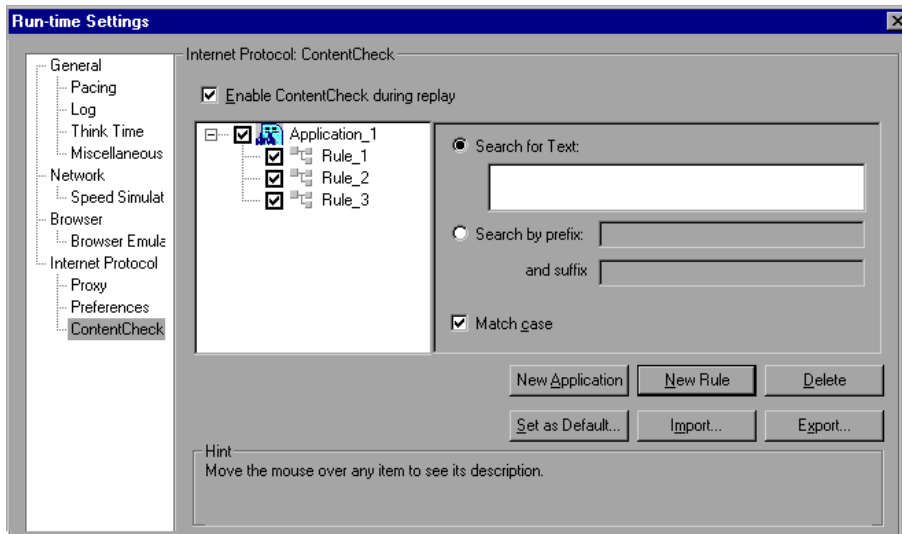 Run-time Settings
General
Pacing
Log
Think Time
Miscellaneous
Network
Speed Simulat
Browser
Browser Emula
Internet Protocol
Proxy
Preferences
ContentCheck
Internet Protocol: ContentCheck
Enable ContentCheck during replay
Application_1
Rule_1
Rule_2
Rule_3
Search for Text:
Search by prefix:
and suffix
Match case
New Application
New Rule
Delete
Set as Default...
Import...
Export...
Hint
Move the mouse over any item to see its description.